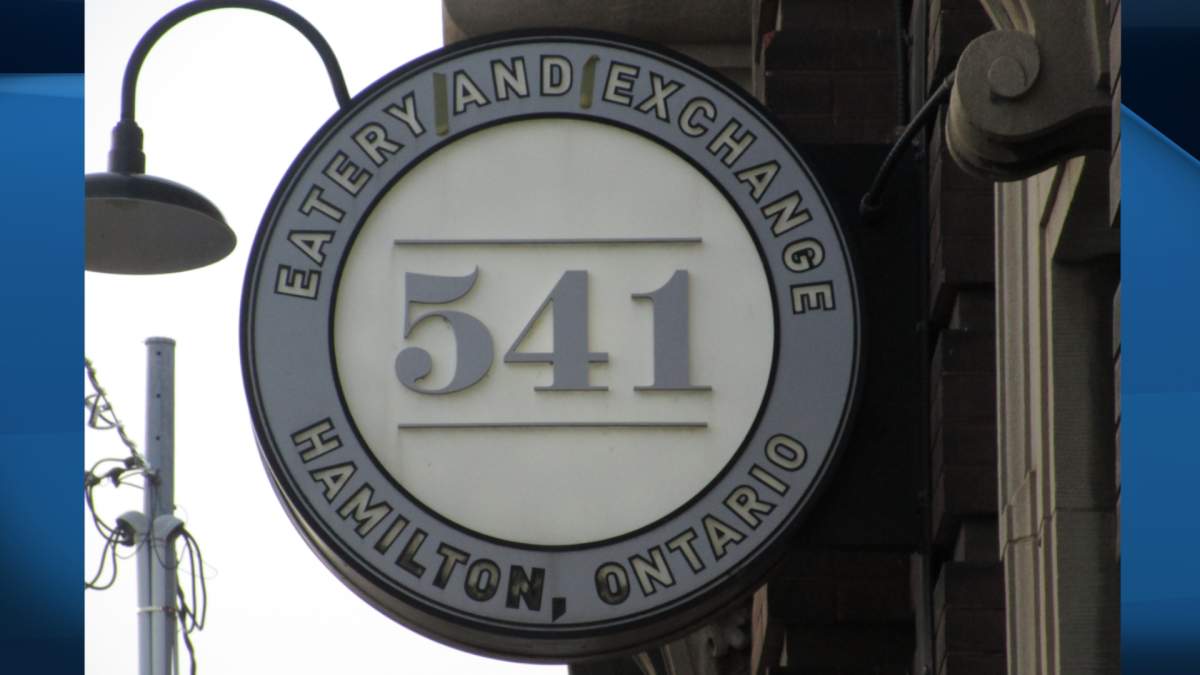 EATERY/AND/EXCHANGE
541
HAMILTON, ONTARIO